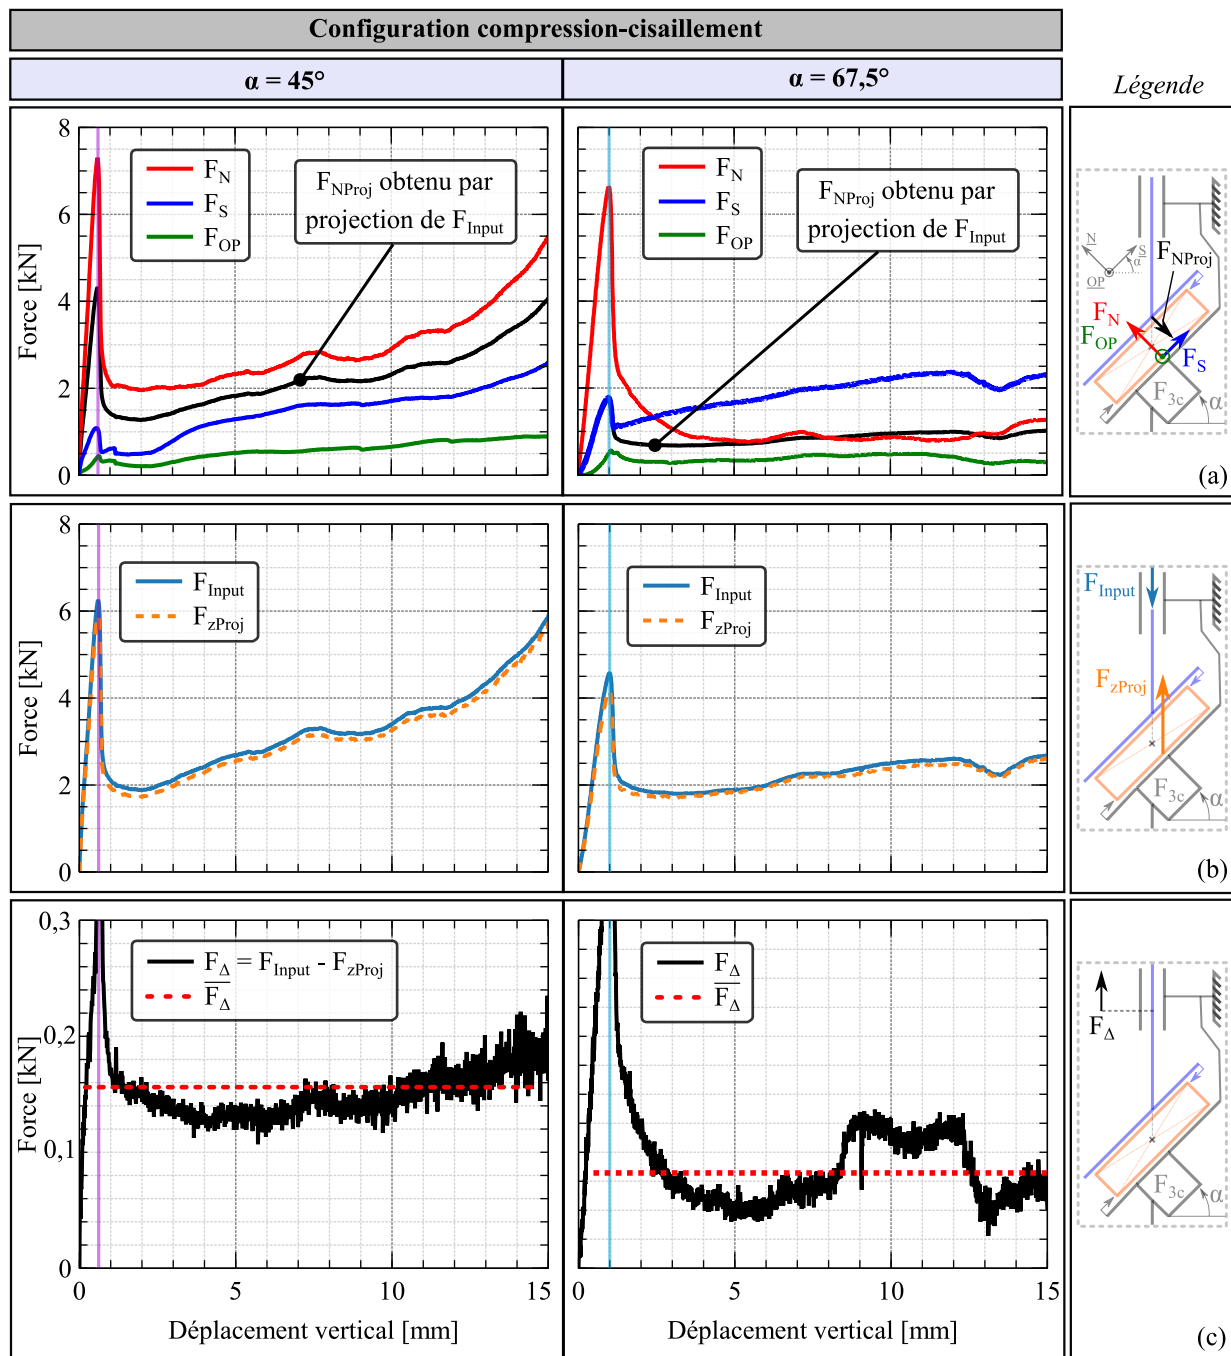 Configuration compression-cisaillement
α = 45°
α = 67,5°
Légende
8
6
4
2
0
Force [kN]
F_N
F_S
F_OP
F_NProj obtenu par
projection de F_Input
F_N
F_S
F_OP
F_NProj obtenu par
projection de F_Input
N
S
α
OP
F_NProj
F_N
F_OP
F_S
F_3c
α
(a)
8
6
4
2
0
Force [kN]
F_Input
F_zProj
F_Input
F_zProj
F_Input
F_zProj
F_3c
α
(b)
0,3
0,2
0,1
0
Force [kN]
F_Δ = F_Input - F_zProj
F_Δ
F_Δ
F_Δ
F_Δ
F_3c
α
(c)
0 5 10 15
0 5 10 15
Déplacement vertical [mm]
Déplacement vertical [mm]